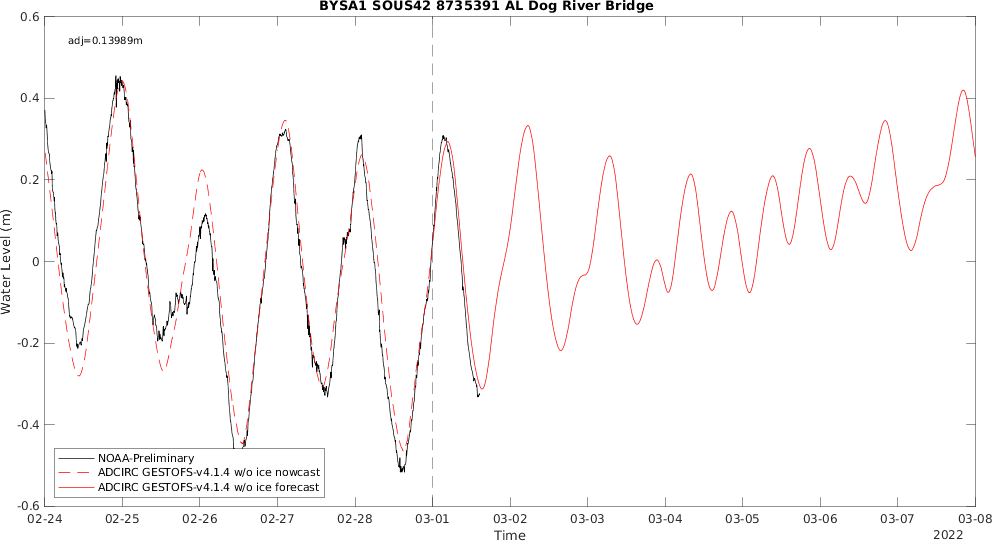 BYSA1 SOUS42 8735391 AL Dog River Bridge
adj=0.13989m
0.6
0.4
0.2
0
-0.2
-0.4
-0.6
Water Level (m)
NOAA-Preliminary
ADCIRC GESTOFS-v4.1.4 w/o ice nowcast
ADCIRC GESTOFS-v4.1.4 w/o ice forecast
02-24 02-25 02-26 02-27 02-28 03-01 03-02 03-03 03-04 03-05 03-06 03-07 03-08
Time
2022